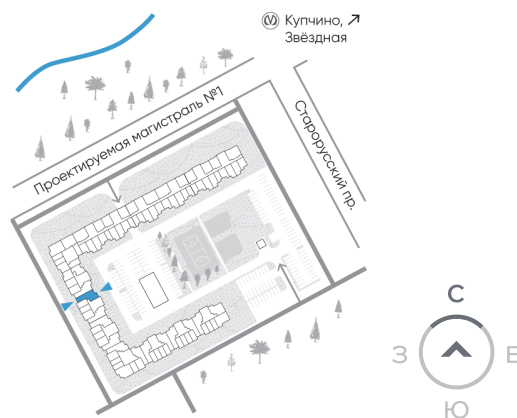 Купчино, ↗
Звёздная
Проектируемая магистраль №1
Старорусский пр.
С
З
В
Ю